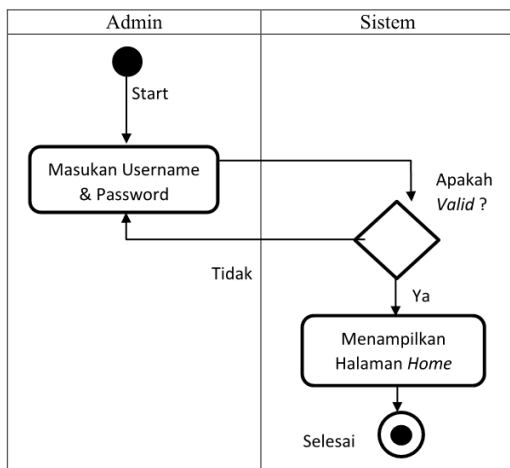 Admin
Sistem
Start
Masukan Username
& Password
Apakah
Valid ?
Tidak
Ya
Menampilkan
Halaman Home
Selesai